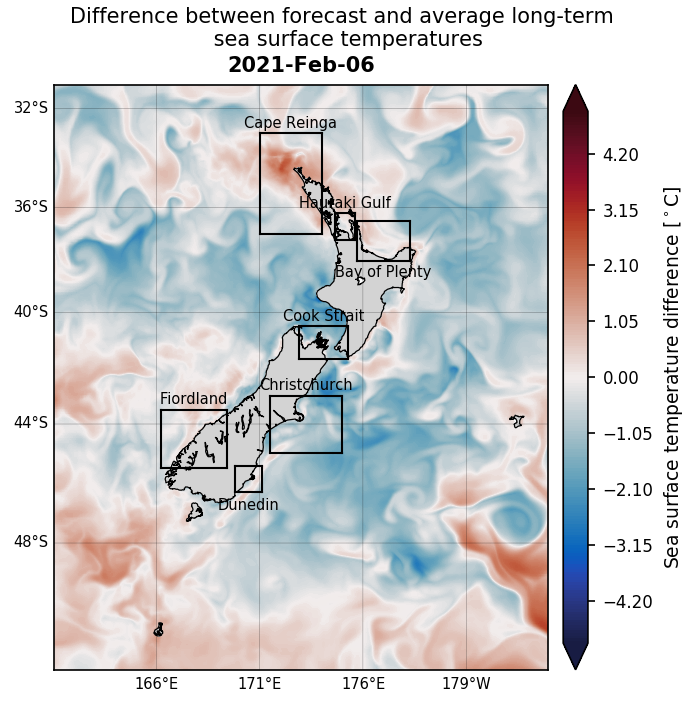 Difference between forecast and average long-term
sea surface temperatures
2021-Feb-06
32°S
36°S
40°S
44°S
48°S
Cape Reinga
Hauraki Gulf
Bay of Plenty
Cook Strait
Christchurch
Fiordland
Dunedin
166°E
171°E
176°E
179°W
4.20
3.15
2.10
1.05
0.00
−1.05
−2.10
−3.15
−4.20
Sea surface temperature difference [°C]